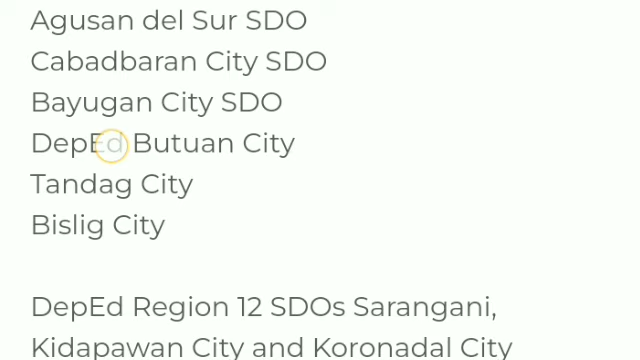 Agusan del Sur SDO
Cabadbaran City SDO
Bayugan City SDO
DepEd Butuan City
Tandag City
Bislig City
DepEd Region 12 SDOs Sarangani,
Kidapawan City and Koronadal City